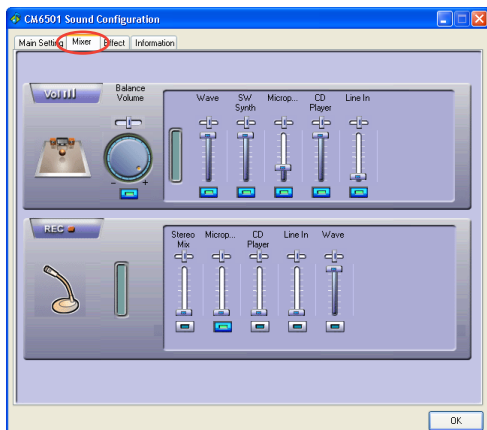 CM6501 Sound Configuration
Main Setting Mixer Effect Information
Vol
Balance Volume
Wave SW Synth Microp... CD Player Line In
- +
REC
Stereo Mix Microp... CD Player Line In Wave
OK